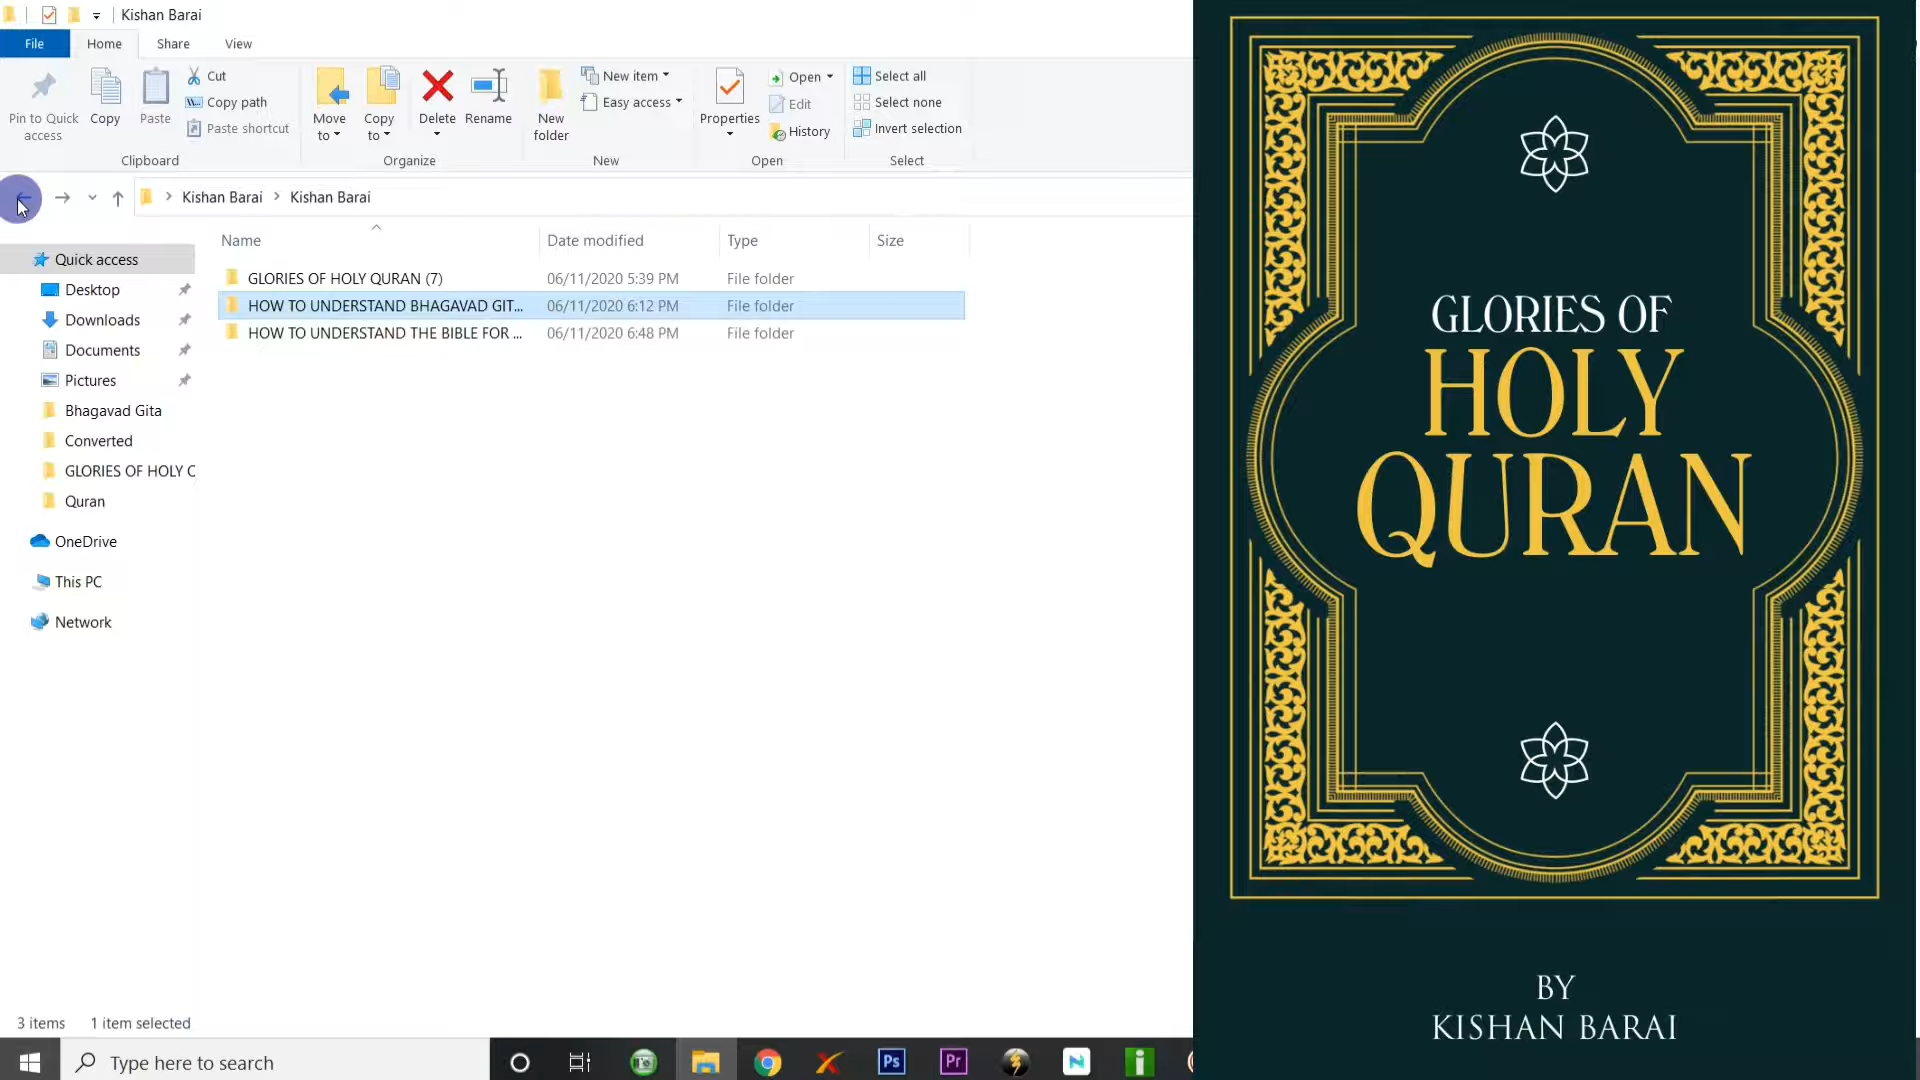 Kishan Barai
File Home Share View
Pin to Quick access
Copy
Paste
Cut
Copy path
Paste shortcut
Clipboard
Move to
Copy to
Delete
Rename
Organize
New folder
New item
Easy access
New
Properties
Open
Edit
History
Open
Select all
Select none
Invert selection
Select
Kishan Barai > Kishan Barai
Name Date modified Type Size
GLORIES OF HOLY QURAN (7) 06/11/2020 5:39 PM File folder
HOW TO UNDERSTAND BHAGAVAD GIT... 06/11/2020 6:12 PM File folder
HOW TO UNDERSTAND THE BIBLE FOR ... 06/11/2020 6:48 PM File folder
Quick access
Desktop
Downloads
Documents
Pictures
Bhagavad Gita
Converted
GLORIES OF HOLY C
Quran
OneDrive
This PC
Network
3 items 1 item selected
Type here to search
Ps
Pr
N
i
GLORIES OF
HOLY
QURAN
BY
KISHAN BARAI